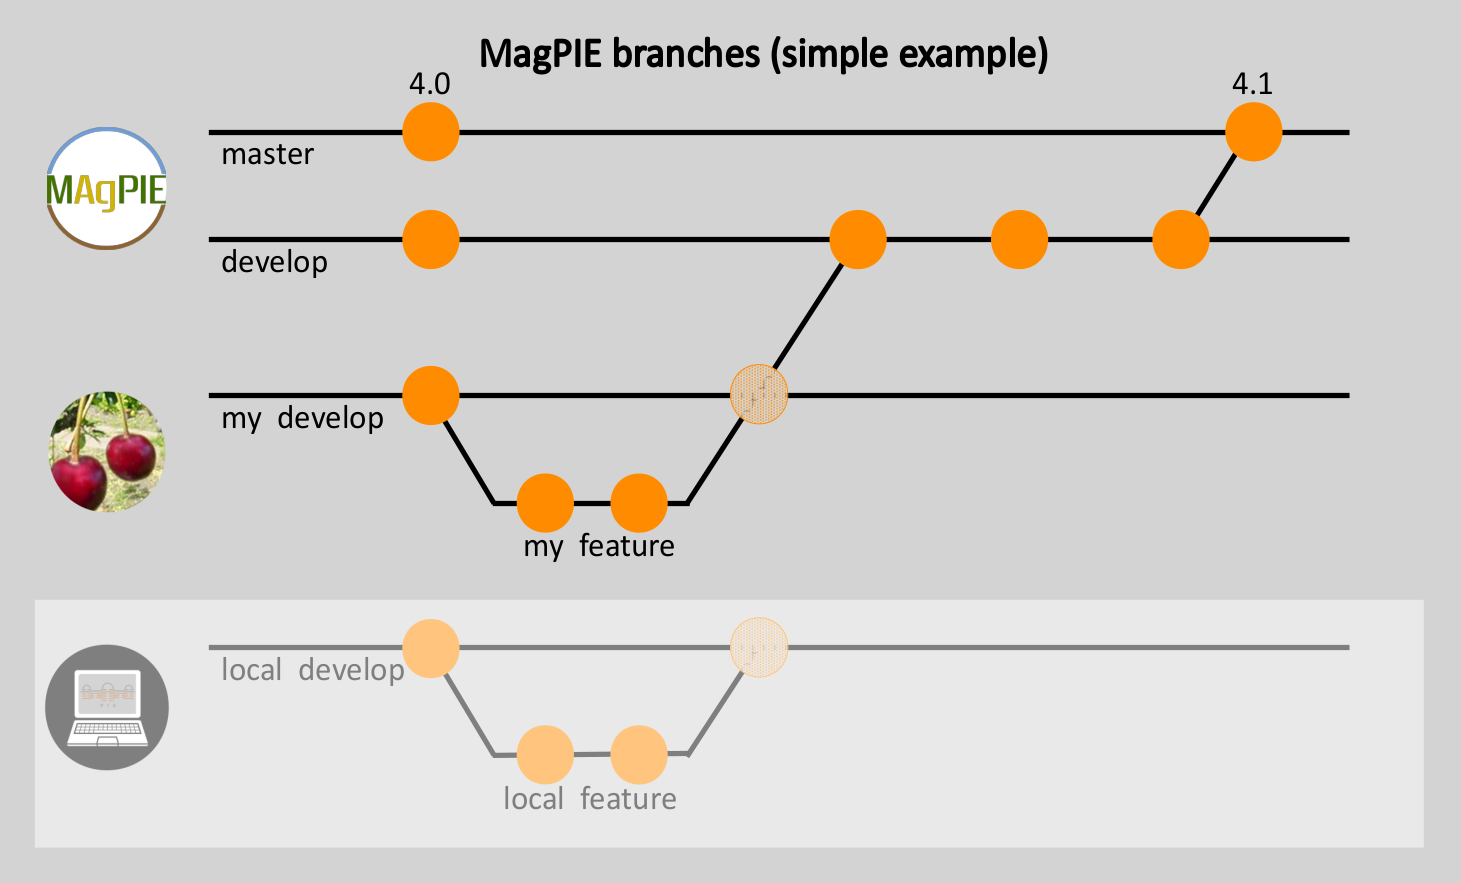 MagPIE branches (simple example)
4.0
4.1
master
MAgPIE
develop
my develop
my feature
local develop
local feature